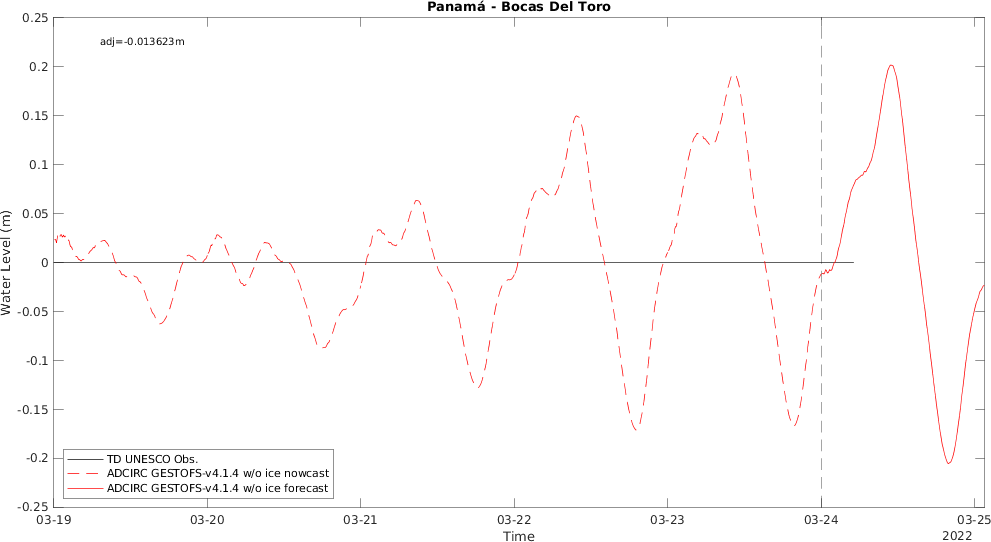 Panamá - Bocas Del Toro
adj=-0.013623m
0.25
0.2
0.15
0.1
0.05
0
-0.05
-0.1
-0.15
-0.2
-0.25
Water Level (m)
TD UNESCO Obs.
ADCIRC GESTOFS-v4.1.4 w/o ice nowcast
ADCIRC GESTOFS-v4.1.4 w/o ice forecast
03-19 03-20 03-21 03-22 03-23 03-24 03-25
Time
2022